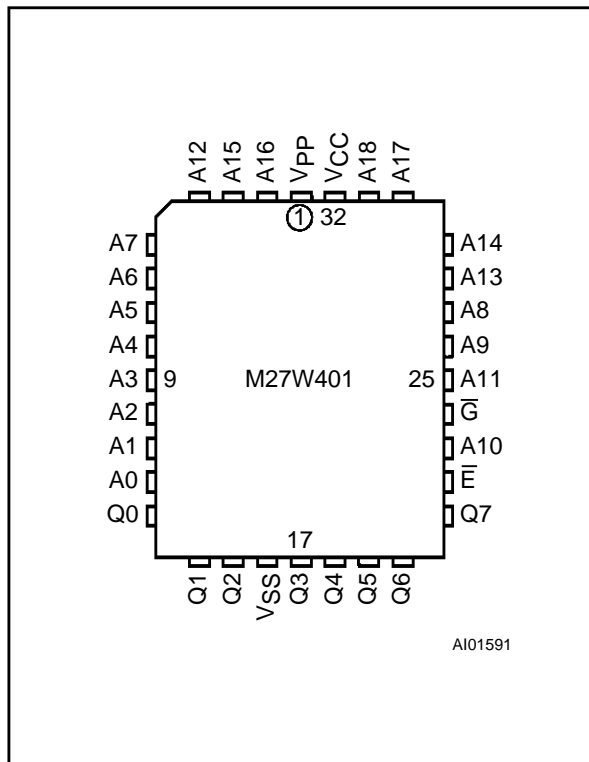 A12 A15 A16 VPP VCC A18 A17
1 32
A7 A14
A6 A13
A5 A8
A4 A9
A3 9 M27W401 25 A11
A2 G̅
A1 A10
A0 E̅
Q0 Q7
17
Q1 Q2 VSS Q3 Q4 Q5 Q6
AI01591